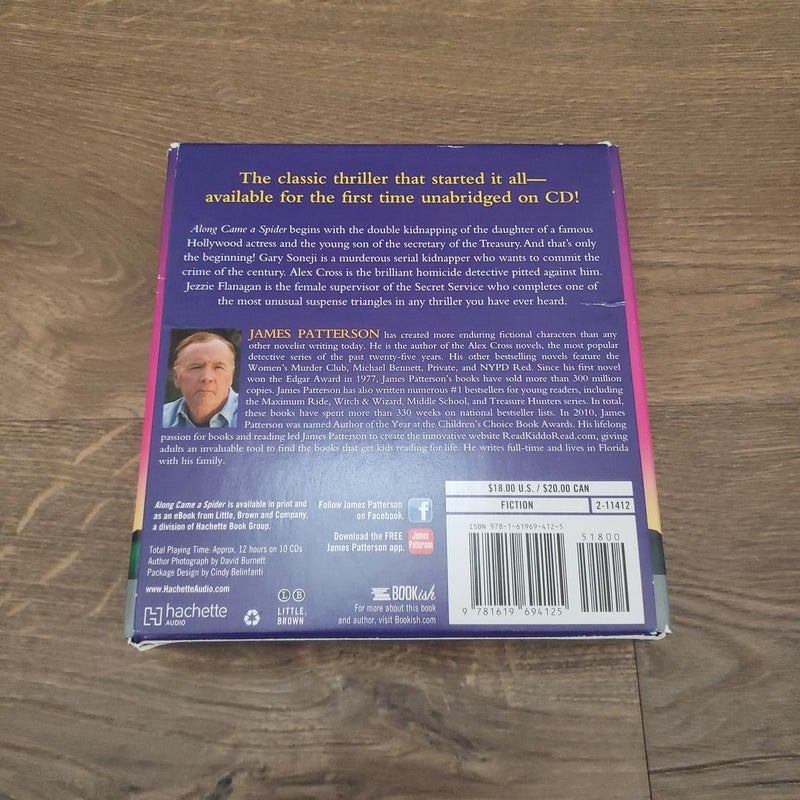 The classic thriller that started it all—
available for the first time unabridged on CD!
Along Came a Spider begins with the double kidnapping of the daughter of a famous
Hollywood actress and the young son of the secretary of the Treasury. And that's only
the beginning! Gary Soneji is a murderous serial kidnapper who wants to commit the
crime of the century. Alex Cross is the brilliant homicide detective pitted against him.
Jezzie Flanagan is the female supervisor of the Secret Service who completes one of
the most unusual suspense triangles in any thriller you have ever heard.
JAMES PATTERSON has created more enduring fictional characters than any
other novelist writing today. He is the author of the Alex Cross novels, the most popular
detective series of the past twenty-five years. His other bestselling novels feature the
Women's Murder Club, Michael Bennett, Private, and NYPD Red. Since his first novel
won the Edgar Award in 1977, James Patterson's books have sold more than 300 million
copies. James Patterson has also written numerous #1 bestsellers for young readers, including
the Maximum Ride, Witch & Wizard, Middle School, and Treasure Hunters series. In total,
these books have spent more than 330 weeks on national bestseller lists. In 2010, James
Patterson was named Author of the Year at the Children's Choice Book Awards. His lifelong
passion for books and reading led James Patterson to create the innovative website ReadKiddoRead.com, giving
adults an invaluable tool to find the books that get kids reading for life. He writes full-time and lives in Florida
with his family.
Along Came a Spider is available in print and
as an eBook from Little, Brown and Company,
a division of Hachette Book Group.
Total Playing Time: Approx. 12 hours on 10 CDs
Author Photograph by David Burnett
Package Design by Cindy Belinfanti
www.HachetteAudio.com
hachette
AUDIO
L B
LITTLE,
BROWN
Follow James Patterson
on Facebook.
f
Download the FREE
James Patterson app.
James
Patterson
BOOKish
For more about this book
and author, visit Bookish.com
$18.00 U.S. / $20.00 CAN
FICTION
2-11412
ISBN 978-1-61969-412-5
51800
9 781619 694125